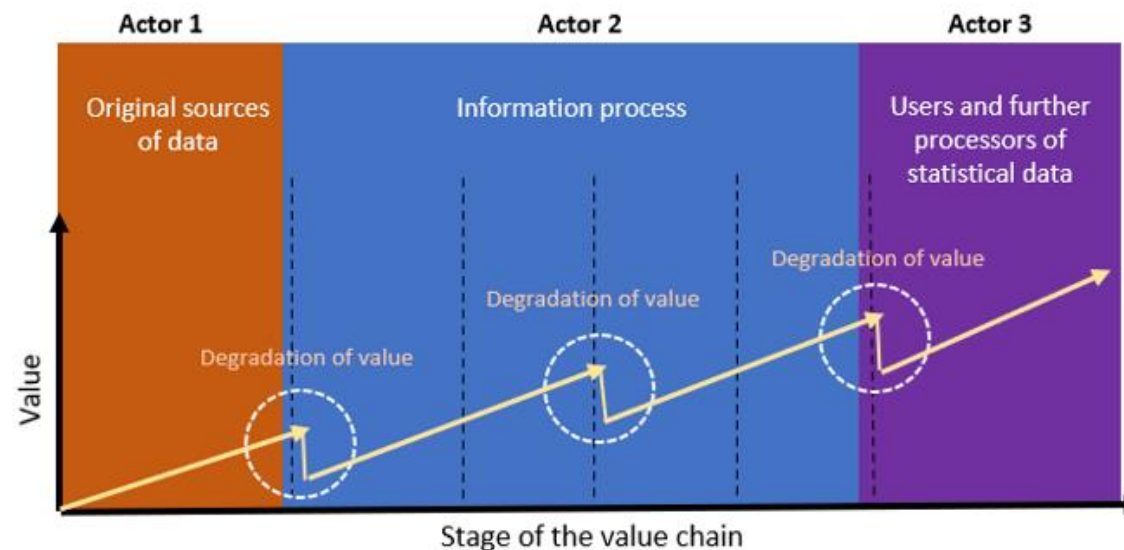 Actor 1
Actor 2
Actor 3
Original sources
of data
Information process
Users and further
processors of
statistical data
Degradation of value
Degradation of value
Degradation of value
Value
Stage of the value chain